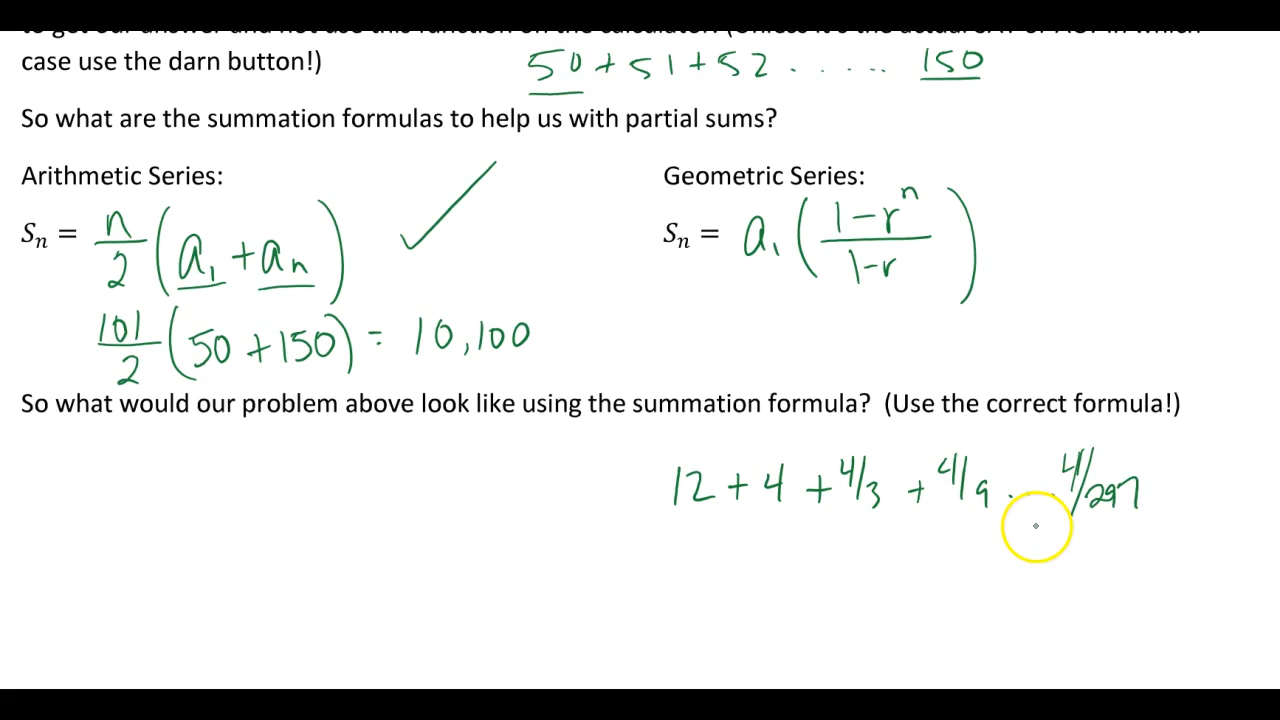 case use the darn button!) 50 + 51 + 52 . . . . . . 150
So what are the summation formulas to help us with partial sums?
Arithmetic Series: Geometric Series:
Sₙ = n/2 (a₁ + aₙ) ✓ Sₙ = a₁ ((1-rⁿ)/(1-r))
101/2 (50 + 150) = 10,100
So what would our problem above look like using the summation formula? (Use the correct formula!)
12 + 4 + 4/3 + 4/9 . . . 4/297